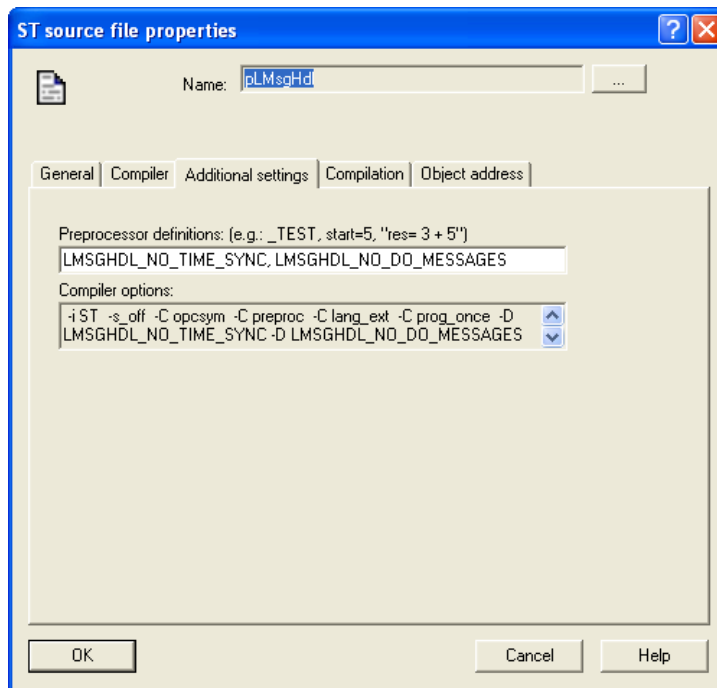 ST source file properties
Name: pLMsgHdl ...
General Compiler Additional settings Compilation Object address
Preprocessor definitions: (e.g.: _TEST, start=5, "res= 3 + 5")
LMSGHDL_NO_TIME_SYNC, LMSGHDL_NO_DO_MESSAGES
Compiler options:
-i ST -s_off -C opcsym -C preproc -C lang_ext -C prog_once -D
LMSGHDL_NO_TIME_SYNC -D LMSGHDL_NO_DO_MESSAGES
OK Cancel Help